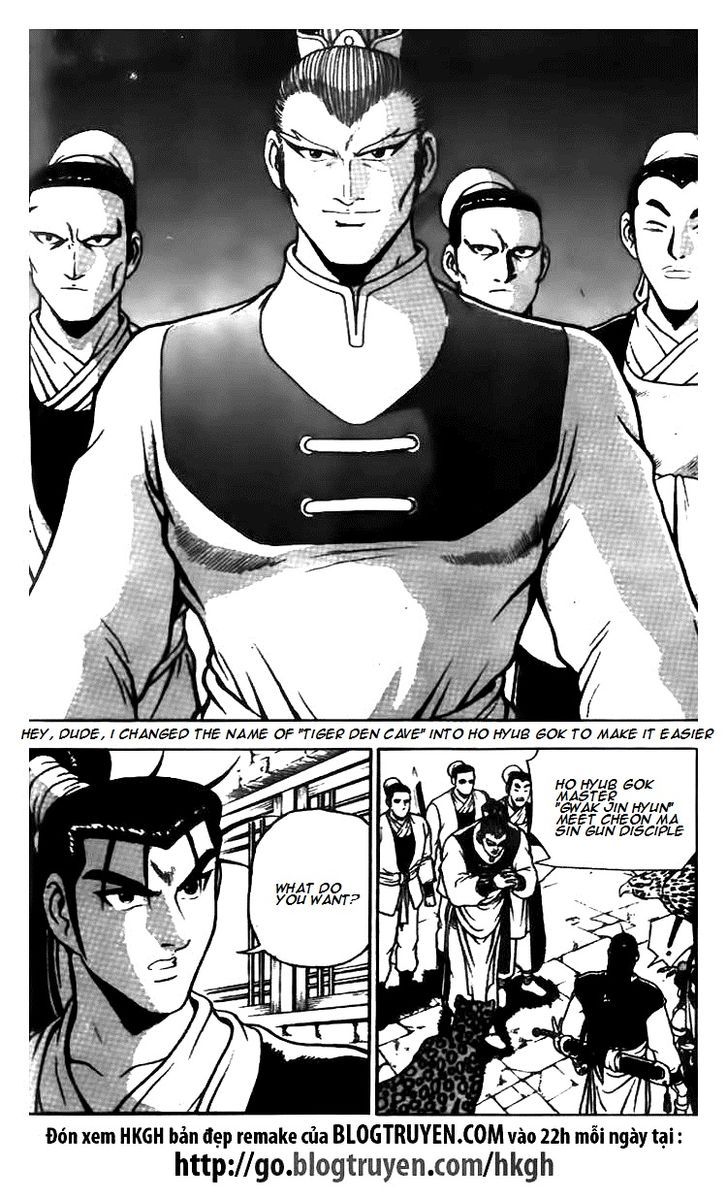 HEY, DUDE, I CHANGED THE NAME OF "TIGER DEN CAVE" INTO HO HYUB GOK TO MAKE IT EASIER
WHAT DO
YOU WANT?
HO HYUB GOK
MASTER
"GWAK JIN HYUN"
MEET CHEON MA
SIN GUN DISCIPLE
!
Đón xem HKGH bản đẹp remake của BLOGTRUYEN.COM vào 22h mỗi ngày tại :
http://go.blogtruyen.com/hkgh